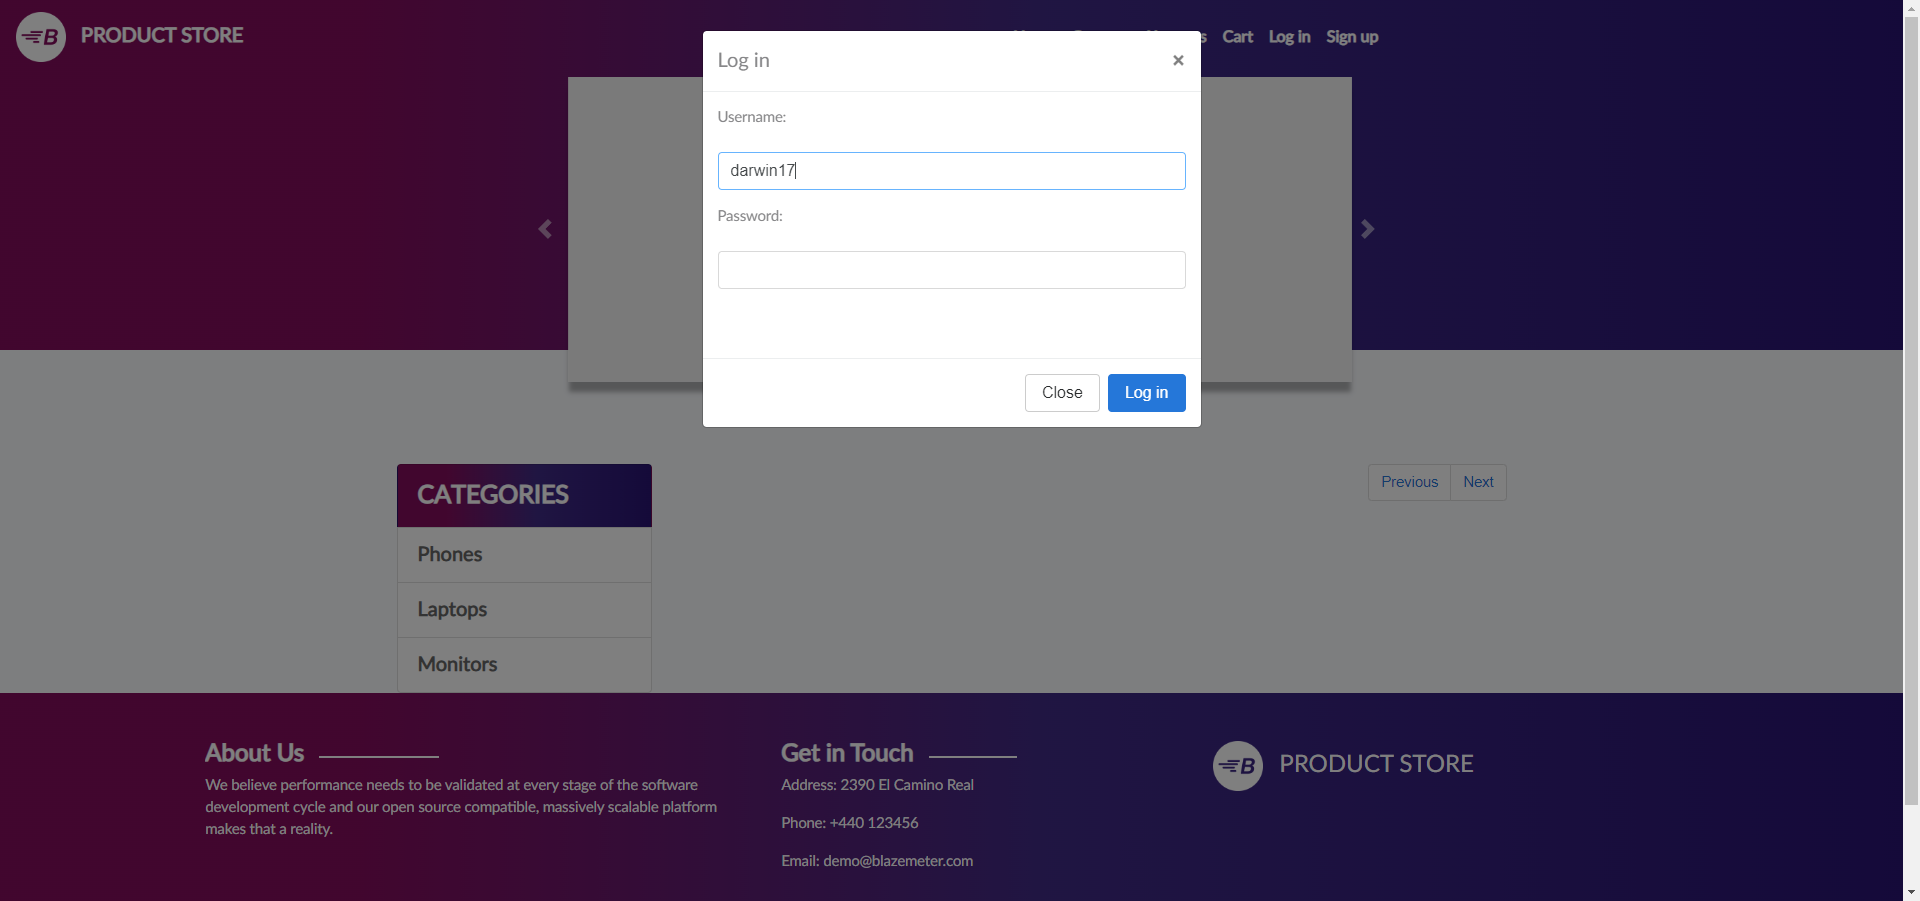 B PRODUCT STORE
Cart Log in Sign up
Log in
×
Username:
darwin17
Password:
Close Log in
CATEGORIES
Phones
Laptops
Monitors
Previous Next
About Us
We believe performance needs to be validated at every stage of the software
development cycle and our open source compatible, massively scalable platform
makes that a reality.
Get in Touch
Address: 2390 El Camino Real
Phone: +440 123456
Email: demo@blazemeter.com
B PRODUCT STORE